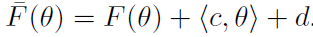 F̄(θ) = F(θ) + ⟨c, θ⟩ + d.